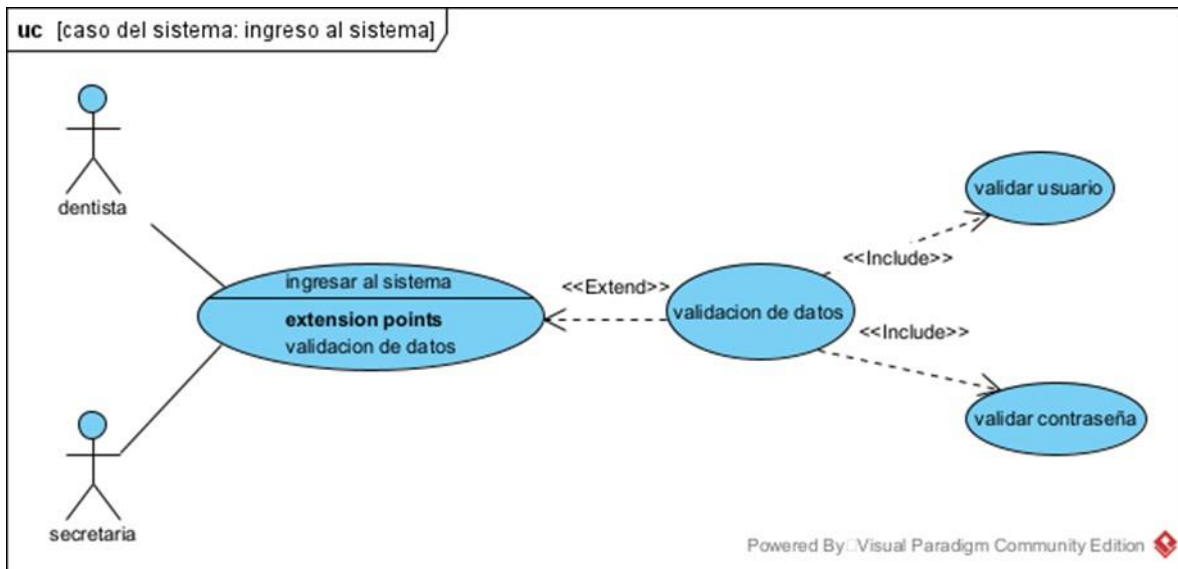 uc [caso del sistema: ingreso al sistema]
dentista
secretaria
ingresar al sistema
extension points
validacion de datos
<<Extend>>
validacion de datos
<<Include>>
validar usuario
<<Include>>
validar contraseña
Powered By Visual Paradigm Community Edition